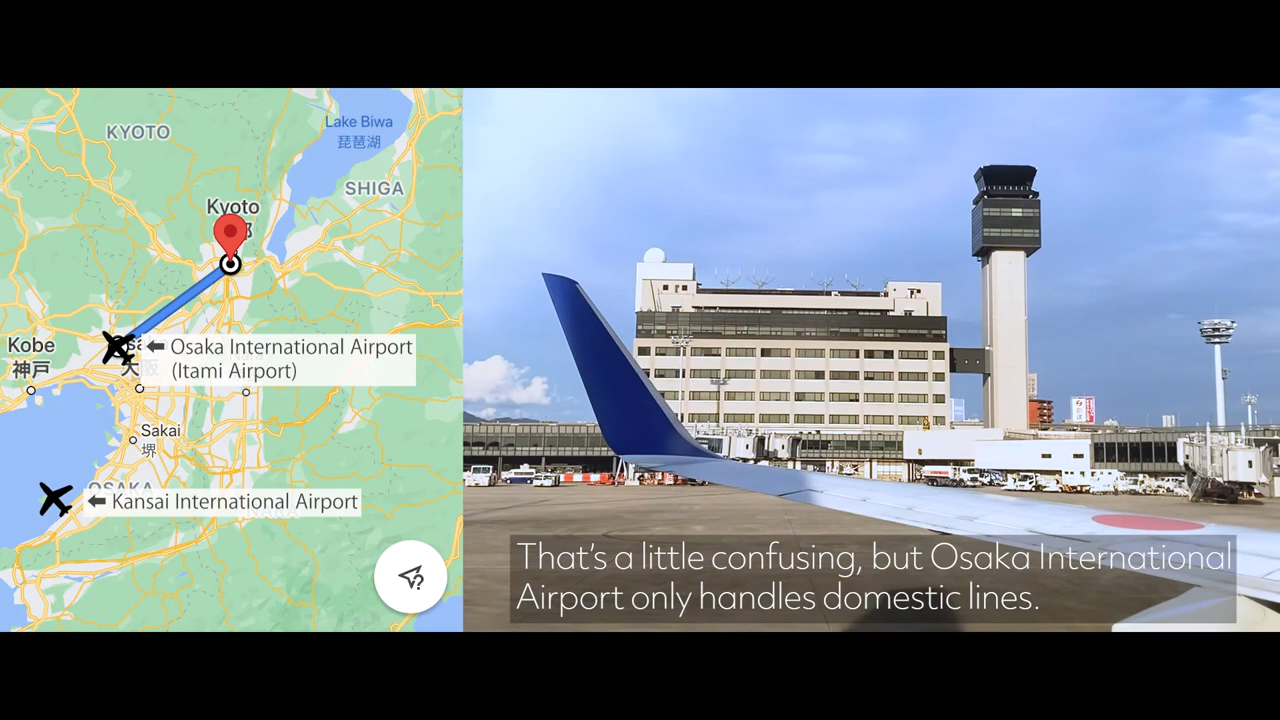 KYOTO
Lake Biwa
琵琶湖
SHIGA
Kyoto
Kobe
神戸
Osaka International Airport
(Itami Airport)
Sakai
堺
OSAKA
Kansai International Airport
That's a little confusing, but Osaka International
Airport only handles domestic lines.